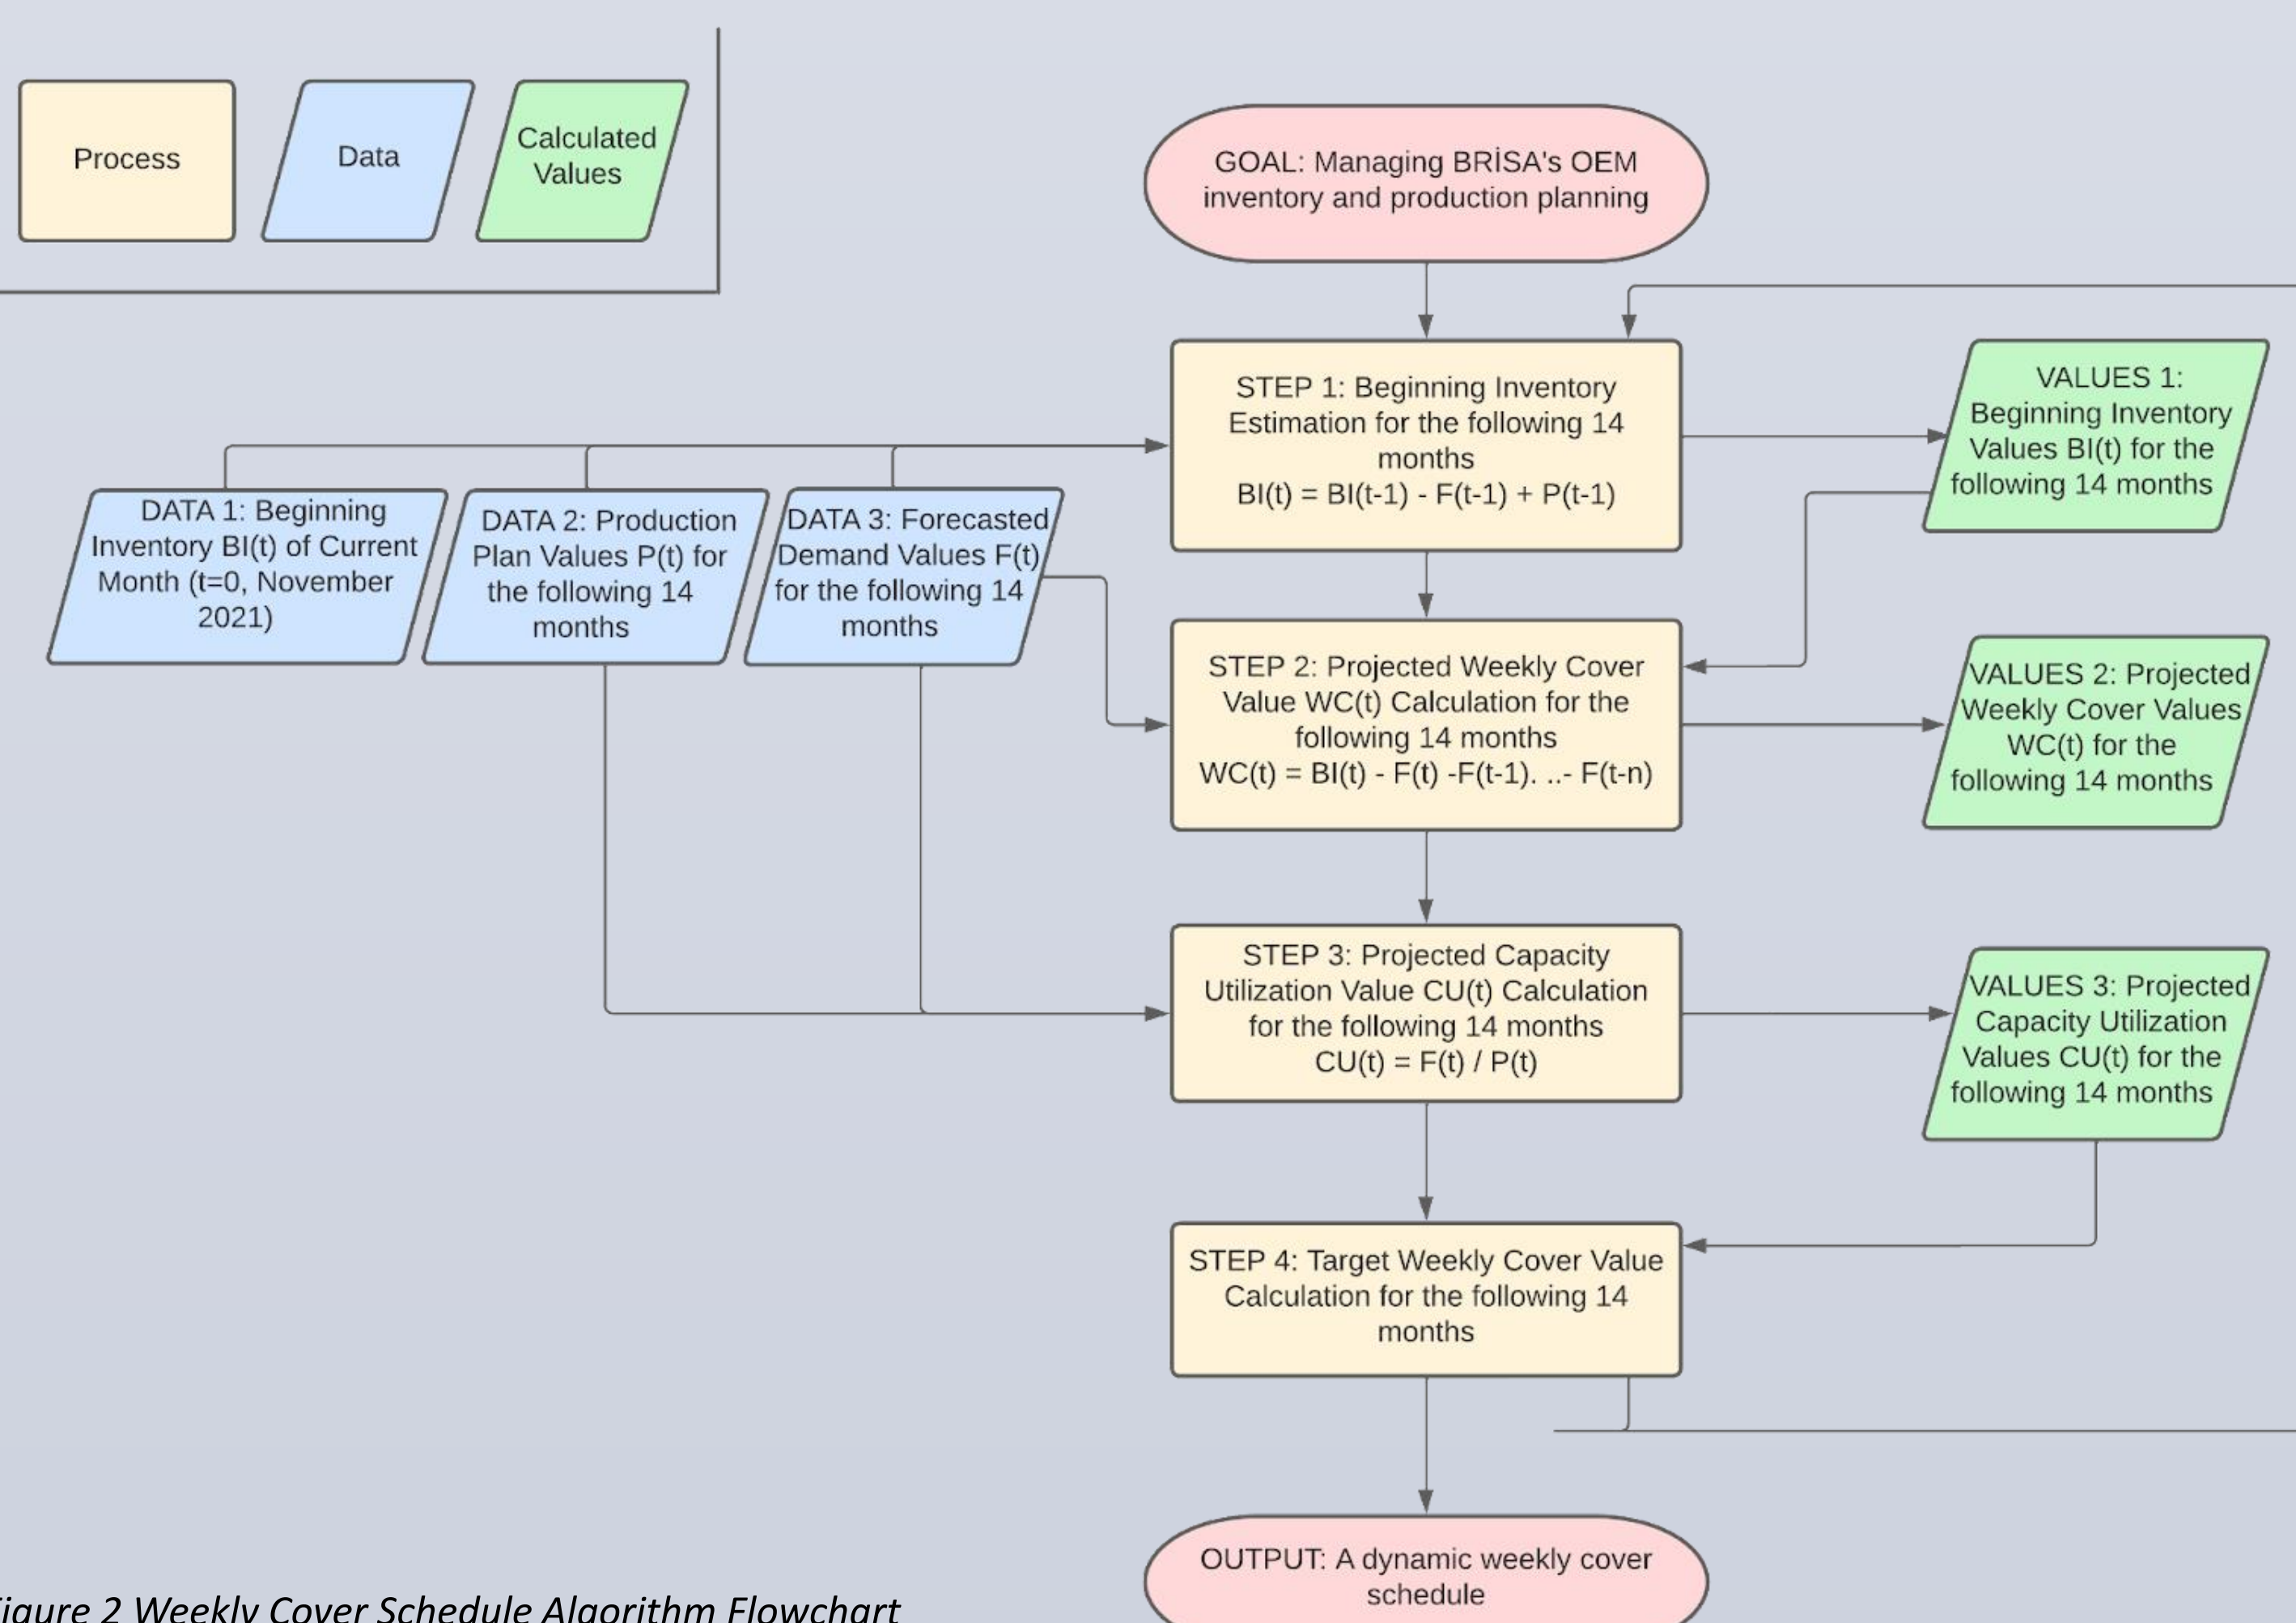 Process
Data
Calculated
Values
GOAL: Managing BRİSA's OEM
inventory and production planning
STEP 1: Beginning Inventory
Estimation for the following 14
months
BI(t) = BI(t-1) - F(t-1) + P(t-1)
VALUES 1:
Beginning Inventory
Values BI(t) for the
following 14 months
DATA 1: Beginning
Inventory BI(t) of Current
Month (t=0, November
2021)
DATA 2: Production
Plan Values P(t) for
the following 14
months
DATA 3: Forecasted
Demand Values F(t)
for the following 14
months
STEP 2: Projected Weekly Cover
Value WC(t) Calculation for the
following 14 months
WC(t) = BI(t) - F(t) -F(t-1). ..- F(t-n)
VALUES 2: Projected
Weekly Cover Values
WC(t) for the
following 14 months
STEP 3: Projected Capacity
Utilization Value CU(t) Calculation
for the following 14 months
CU(t) = F(t) / P(t)
VALUES 3: Projected
Capacity Utilization
Values CU(t) for the
following 14 months
STEP 4: Target Weekly Cover Value
Calculation for the following 14
months
OUTPUT: A dynamic weekly cover
schedule
Figure 2 Weekly Cover Schedule Algorithm Flowchart